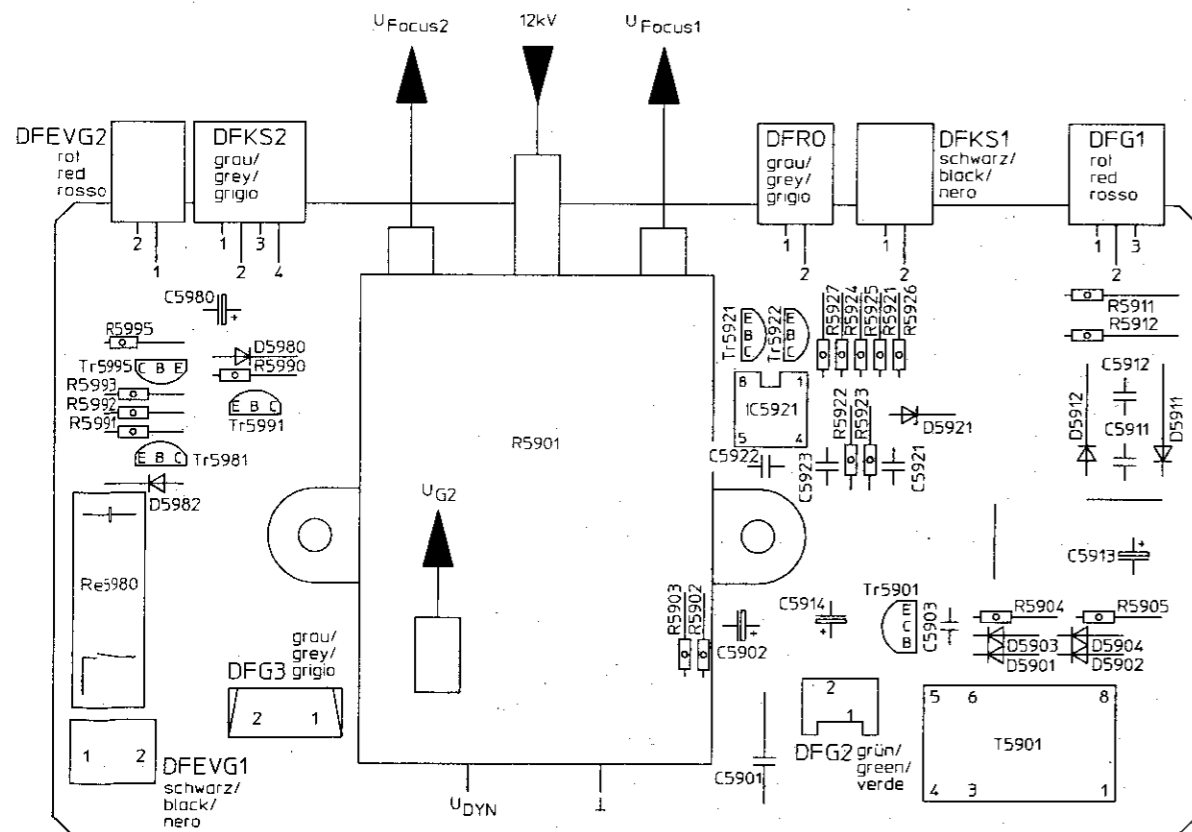 UFocus2
12kV
UFocus1
DFEVG2
rot
red
rosso
DFKS2
grau/
grey/
grigio
DFRO
grau/
grey/
grigio
DFKS1
schwarz/
black/
nero
DFG1
rot
red
rosso
2
1
1
3
2
4
1
2
1
2
1
3
2
C5980
+
R5995
Tr5995
C B E
D5980
R5990
R5993
R5992
R5991
E B C
Tr5991
E B C
Tr5981
D5982
Re5980
Tr5921
E
B
C
Tr5922
E
B
C
R5927
R5924
R5925
R5921
R5926
R5911
R5912
8
1
IC5921
5
4
R5901
R5922
R5923
D5921
C5922
C5923
C5921
C5912
C5911
D5912
D5911
UG2
C5913
+
R5903
R5902
C5902
+
C5914
+
Tr5901
E
C
B
C5903
R5904
R5905
D5903
D5904
D5901
D5902
DFG3
grau/
grey/
grigio
2
1
2
1
DFG2
grün/
green/
verde
5
6
8
T5901
4
3
1
1
2
DFEVG1
schwarz/
black/
nero
C5901
UDYN
⊥